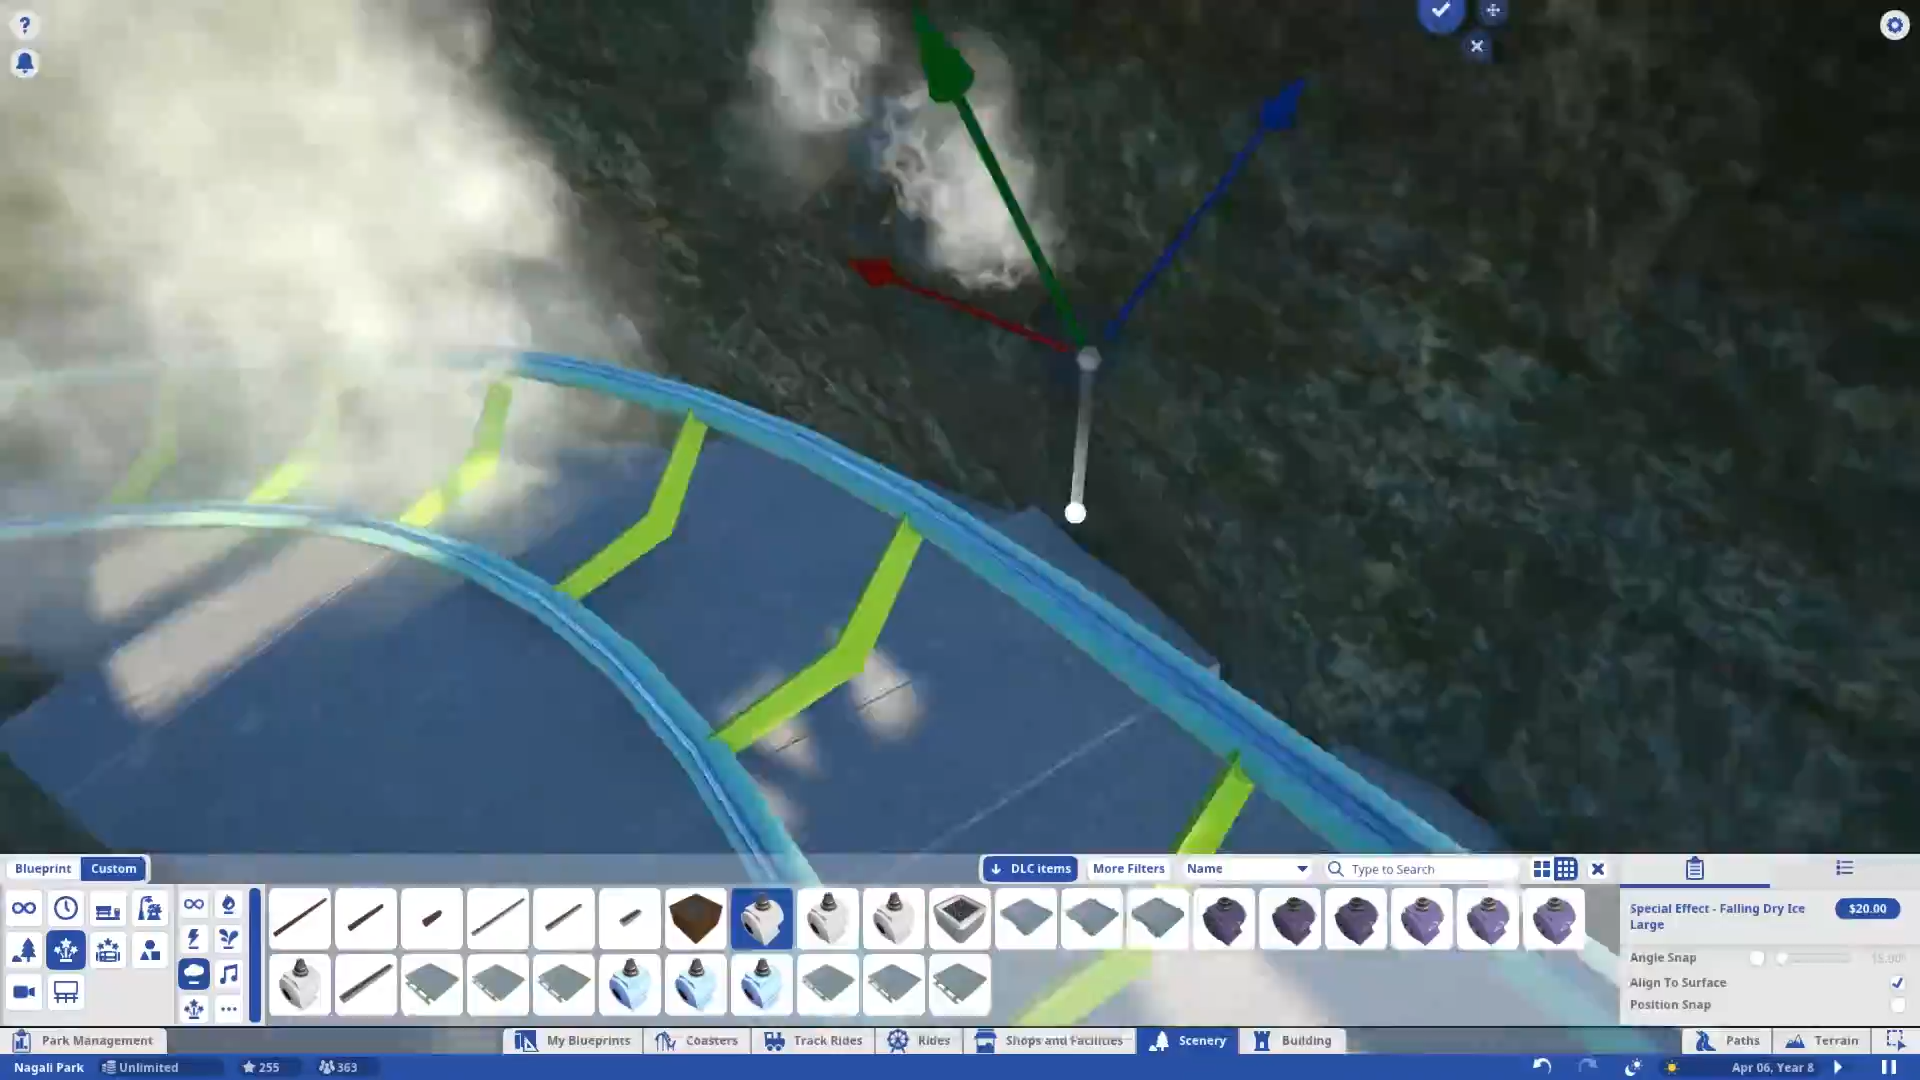 ?
Blueprint Custom
DLC items More Filters Name Type to Search
Special Effect - Falling Dry Ice
Large
$20.00
Angle Snap 15.00°
Align To Surface
Position Snap
Park Management My Blueprints Coasters Track Rides Rides Shops and Facilities Scenery Building Paths Terrain
Nagali Park Unlimited 255 363 Apr 06, Year 8